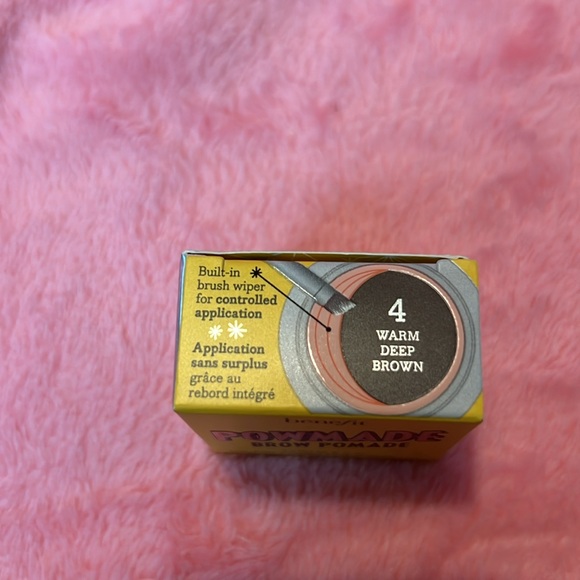 Built-in
brush wiper
for controlled
application
Application
sans surplus
grâce au
rebord intégré
4
WARM
DEEP
BROWN
benefit
POWMADE
BROW POMADE